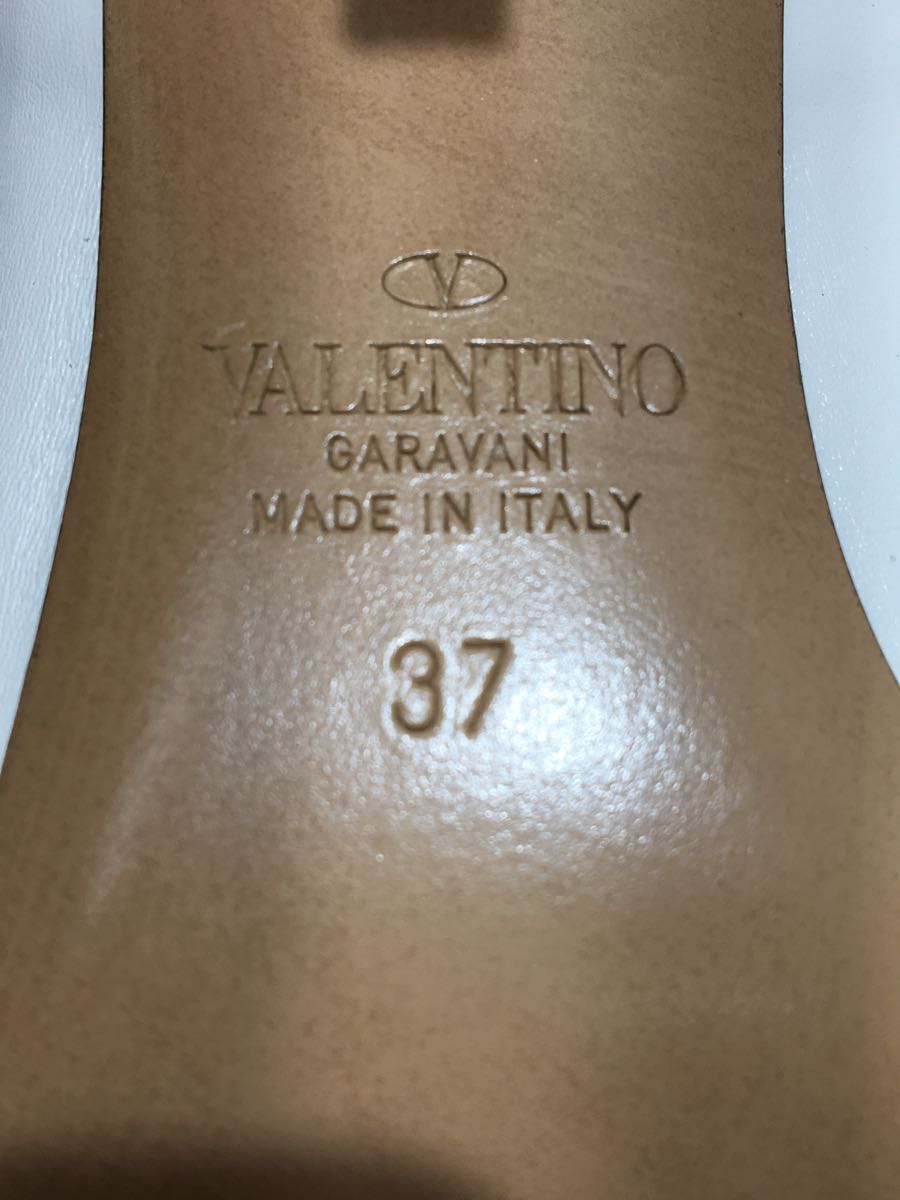 V
VALENTINO
GARAVANI
MADE IN ITALY
37